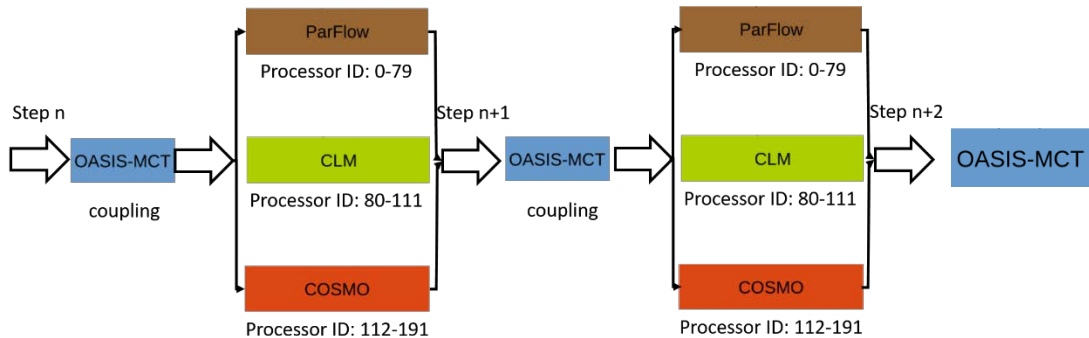 ParFlow
Processor ID: 0-79
Step n
OASIS-MCT
coupling
CLM
Processor ID: 80-111
COSMO
Processor ID: 112-191
Step n+1
OASIS-MCT
coupling
ParFlow
Processor ID: 0-79
CLM
Processor ID: 80-111
COSMO
Processor ID: 112-191
Step n+2
OASIS-MCT